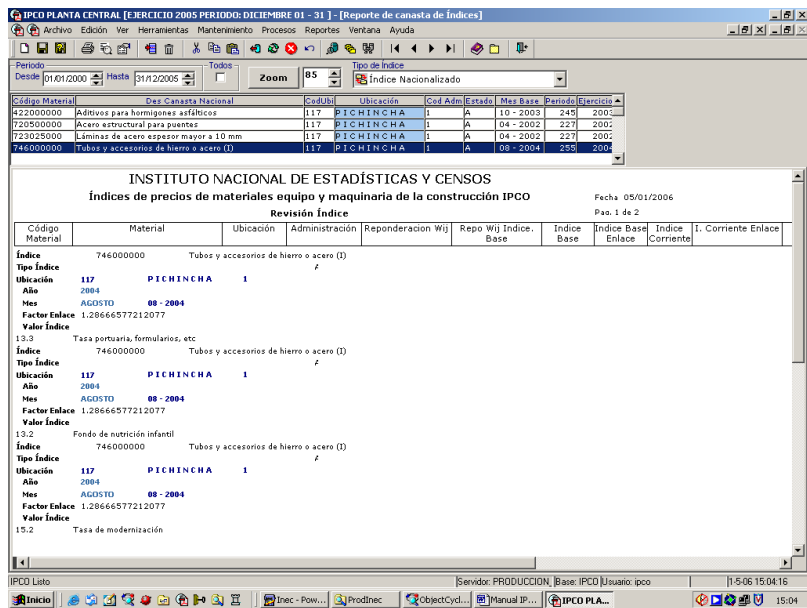 IPCO PLANTA CENTRAL [EJERCICIO 2005 PERIODO: DICIEMBRE 01 - 31 ] - [Reporte de canasta de Índices]
Archivo Edición Ver Herramientas Mantenimiento Procesos Reportes Ventana Ayuda
Periodo
Todos
Tipo de Índice
Desde 01/01/2000 Hasta 31/12/2005 Zoom 85 Índice Nacionalizado
Código Material Des Canasta Nacional CodUbi Ubicación Cod Adm Estado Mes Base Periodo Ejercicio
422000000 Aditivos para hormigones asfálticos 117 PICHINCHA 1 A 10 - 2003 245 2003
720500000 Acero estructural para puentes 117 PICHINCHA 1 A 04 - 2002 227 2002
723025000 Láminas de acero espesor mayor a 10 mm 117 PICHINCHA 1 A 04 - 2002 227 2002
746000000 Tubos y accesorios de hierro o acero (I) 117 PICHINCHA 1 A 08 - 2004 255 2004
INSTITUTO NACIONAL DE ESTADÍSTICAS Y CENSOS
Índices de precios de materiales equipo y maquinaria de la construcción IPCO
Fecha 05/01/2006
Revisión Índice
Pag. 1 de 2
Código Material Material Ubicación Administración Reponderacion Wij Repo Wij Indice. Base Indice Base Indice Base Enlace Indice Corriente I. Corriente Enlace
Índice 746000000 Tubos y accesorios de hierro o acero (I)
Tipo Índice
Ubicación 117 PICHINCHA 1
Año 2004
Mes AGOSTO 08 - 2004
Factor Enlace 1.28666577212077
Valor Índice
13.3 Tasa portuaria, formularios, etc
Índice 746000000 Tubos y accesorios de hierro o acero (I)
Tipo Índice
Ubicación 117 PICHINCHA 1
Año 2004
Mes AGOSTO 08 - 2004
Factor Enlace 1.28666577212077
Valor Índice
13.2 Fondo de nutrición infantil
Índice 746000000 Tubos y accesorios de hierro o acero (I)
Tipo Índice
Ubicación 117 PICHINCHA 1
Año 2004
Mes AGOSTO 08 - 2004
Factor Enlace 1.28666577212077
Valor Índice
15.2 Tasa de modernización
IPCO Listo Servidor: PRODUCCION_ Base: IPCO Usuario: ipco 1-5-06 15:04:16
Inicio Inec - Pow... ProdInec ObjectCycl... Manual IP... IPCO PLA... 15:04